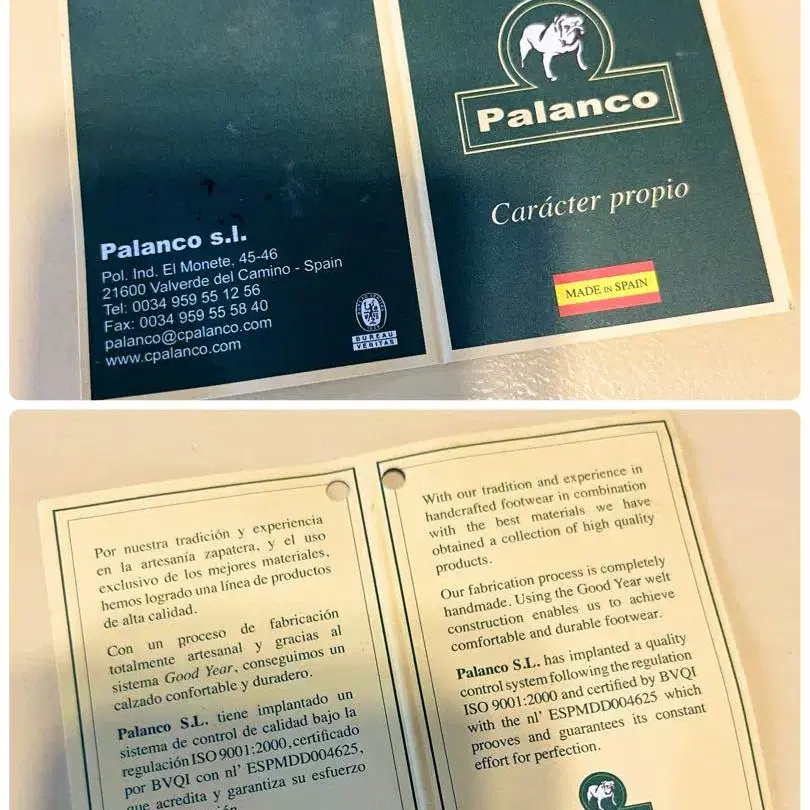 Palanco s.l.
Pol. Ind. El Monete, 45-46
21600 Valverde del Camino - Spain
Tel: 0034 959 55 12 56
Fax: 0034 959 55 58 40
palanco@cpalanco.com
www.cpalanco.com
BUREAU
VERITAS
Palanco
Carácter propio
MADE IN SPAIN
Por nuestra tradición y experiencia
en la artesanía zapatera, y el uso
exclusivo de los mejores materiales,
hemos logrado una línea de productos
de alta calidad.
Con un proceso de fabricación
totalmente artesanal y gracias al
sistema Good Year, conseguimos un
calzado confortable y duradero.
Palanco S.L. tiene implantado un
sistema de control de calidad bajo la
regulación ISO 9001:2000, certificado
por BVQI con nl' ESPMDD004625,
que acredita y garantiza su esfuerzo
With our tradition and experience in
handcrafted footwear in combination
with the best materials we have
obtained a collection of high quality
products.
Our fabrication process is completely
handmade. Using the Good Year welt
construction enables us to achieve
comfortable and durable footwear.
Palanco S.L. has implanted a quality
control system following the regulation
ISO 9001:2000 and certified by BVQI
with the nl' ESPMDD004625 which
prooves and guarantees its constant
effort for perfection.